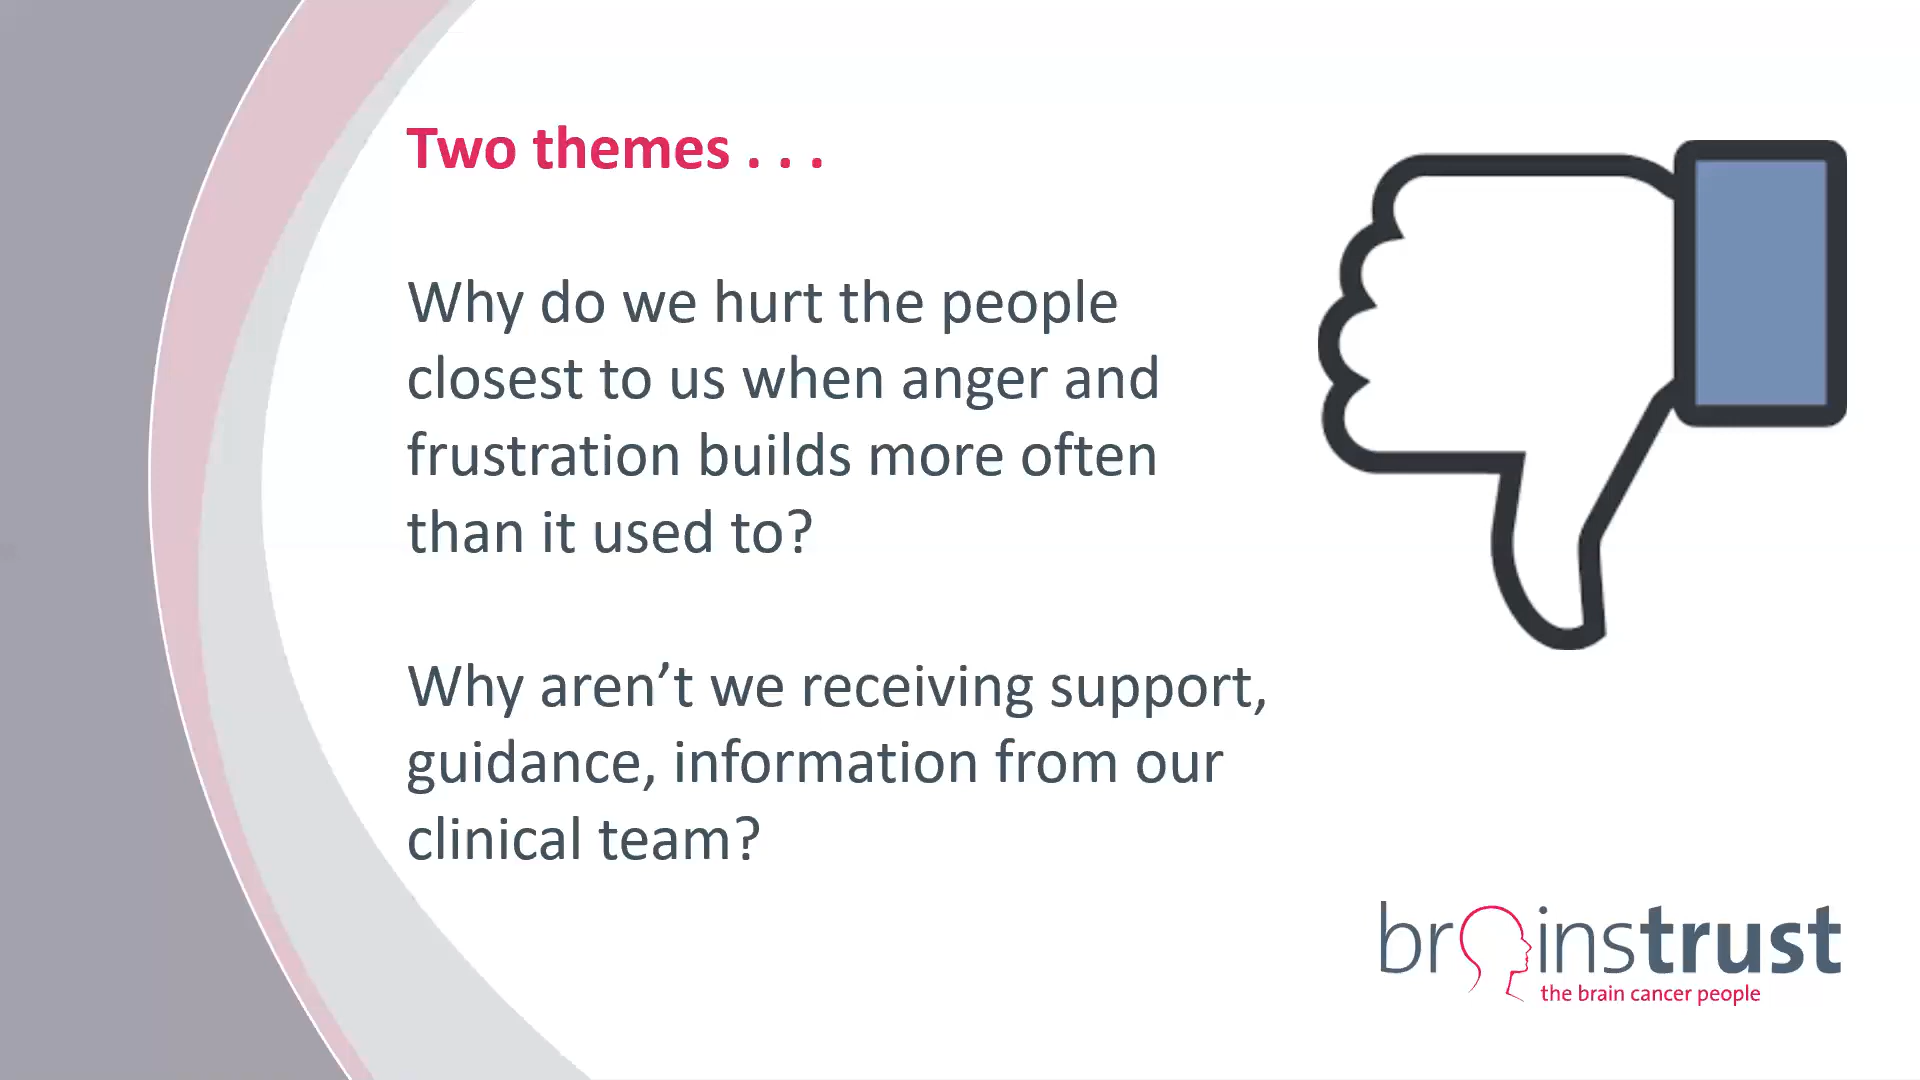 Two themes . . .
Why do we hurt the people
closest to us when anger and
frustration builds more often
than it used to?
Why aren’t we receiving support,
guidance, information from our
clinical team?
brainstrust
the brain cancer people